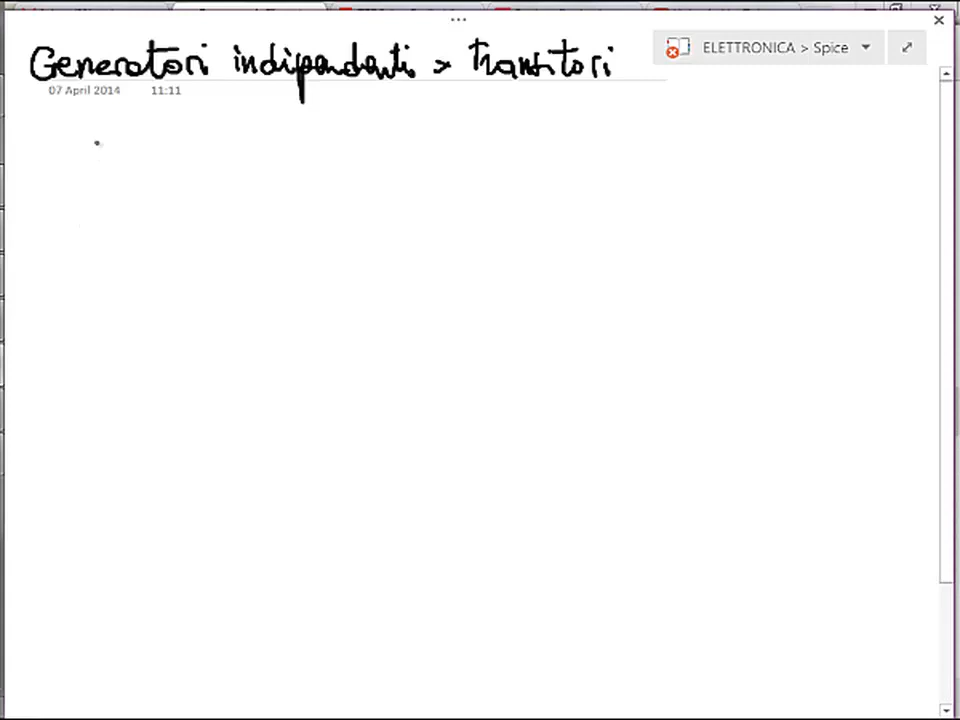 Generatori indipendenti > transitori
ELETTRONICA > Spice
07 April 2014 11:11